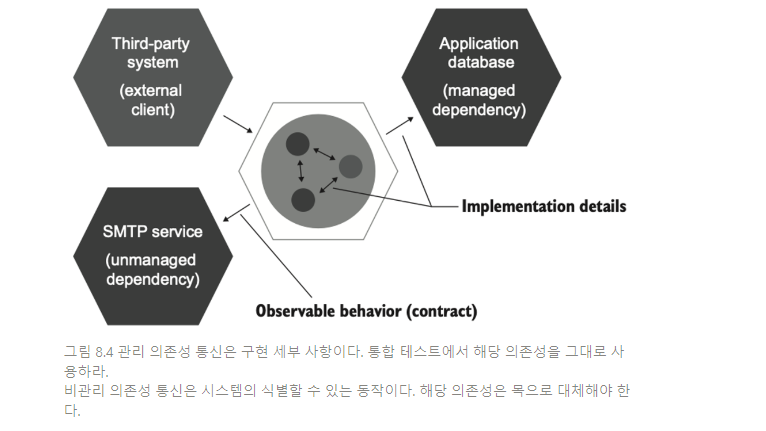 Third-party
system
(external
client)
Application
database
(managed
dependency)
Implementation details
SMTP service
(unmanaged
dependency)
Observable behavior (contract)
그림 8.4 관리 의존성 통신은 구현 세부 사항이다. 통합 테스트에서 해당 의존성을 그대로 사
용하라.
비관리 의존성 통신은 시스템의 식별할 수 있는 동작이다. 해당 의존성은 목으로 대체해야 한
다.